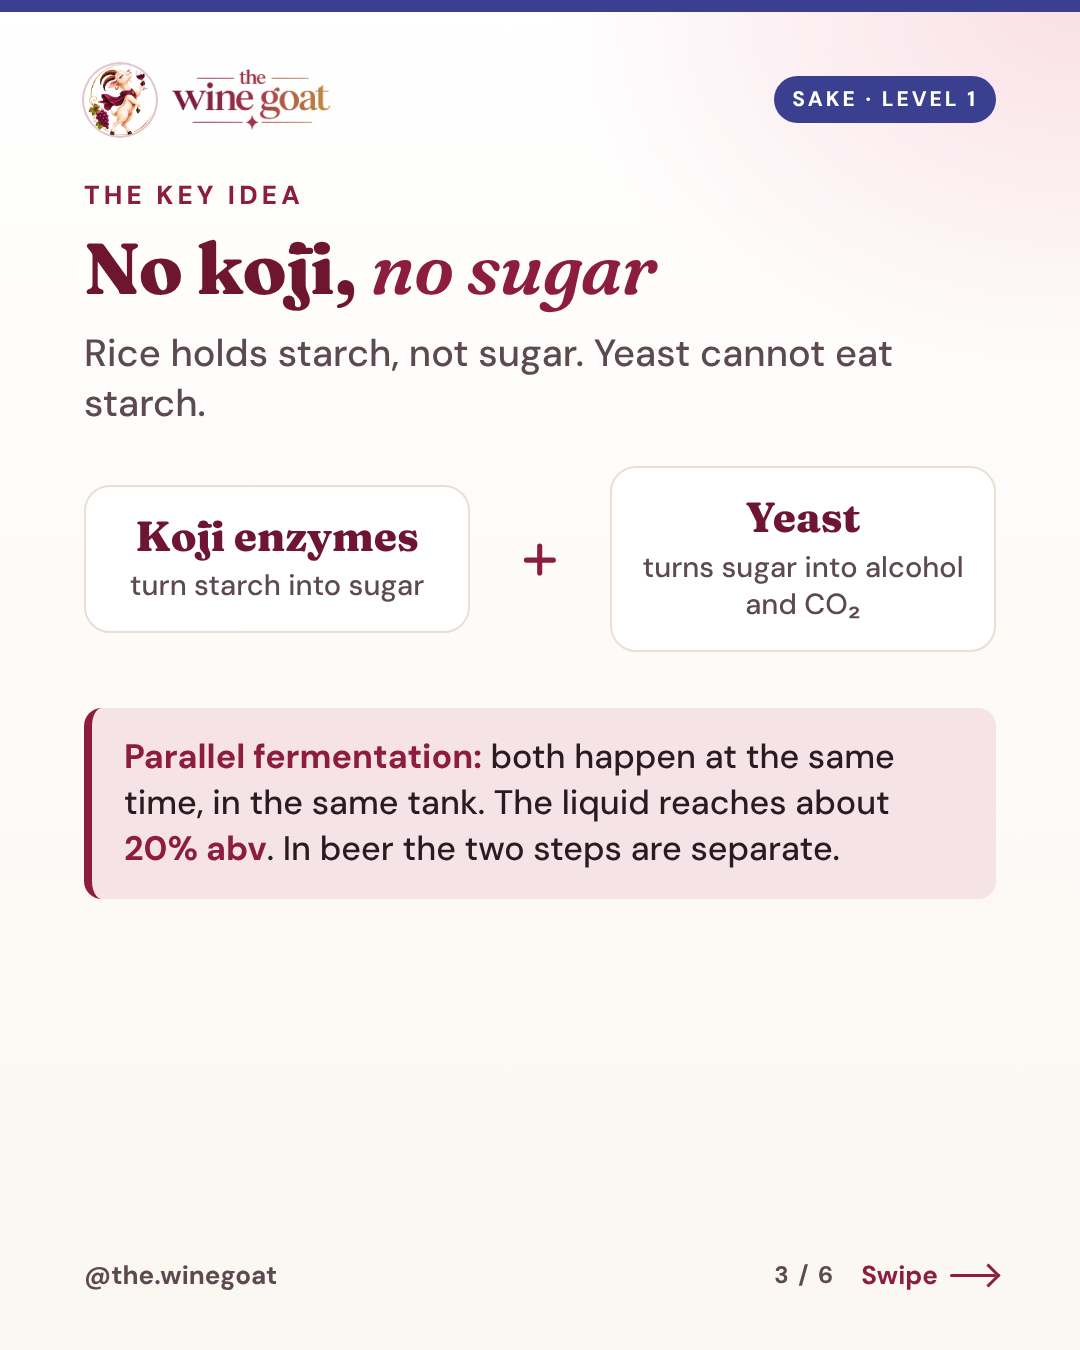 the
wine goat
SAKE · LEVEL 1
THE KEY IDEA
No koji, no sugar
Rice holds starch, not sugar. Yeast cannot eat
starch.
Koji enzymes
turn starch into sugar
+
Yeast
turns sugar into alcohol
and CO₂
Parallel fermentation: both happen at the same
time, in the same tank. The liquid reaches about
20% abv. In beer the two steps are separate.
@the.winegoat
3 / 6
Swipe